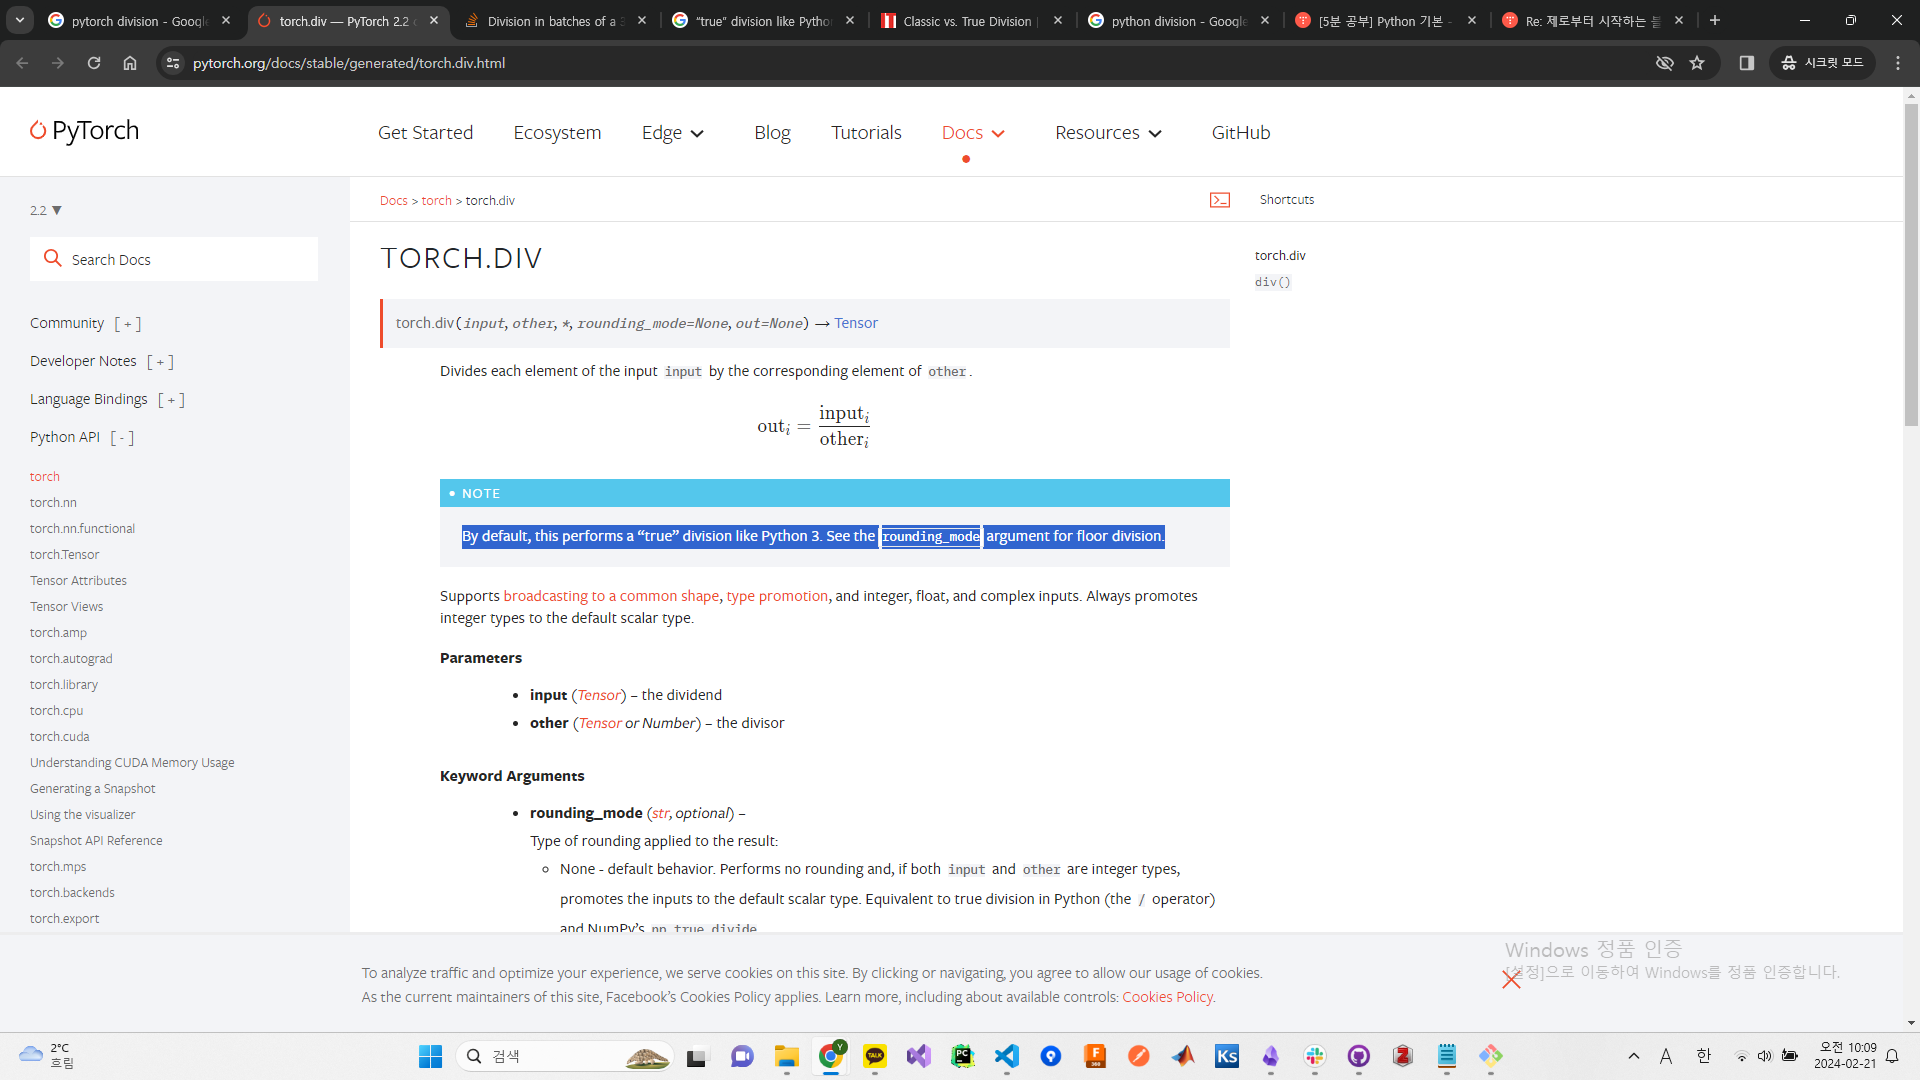 pytorch division - Google
torch.div — PyTorch 2.2
Division in batches of a 3
“true” division like Pytho
Classic vs. True Division
python division - Google
[5분 공부] Python 기본 -
Re: 제로부터 시작하는 블
pytorch.org/docs/stable/generated/torch.div.html
시크릿 모드
PyTorch
Get Started
Ecosystem
Edge
Blog
Tutorials
Docs
Resources
GitHub
2.2 ▼
Search Docs
Community [ + ]
Developer Notes [ + ]
Language Bindings [ + ]
Python API [ - ]
torch
torch.nn
torch.nn.functional
torch.Tensor
Tensor Attributes
Tensor Views
torch.amp
torch.autograd
torch.library
torch.cpu
torch.cuda
Understanding CUDA Memory Usage
Generating a Snapshot
Using the visualizer
Snapshot API Reference
torch.mps
torch.backends
torch.export
Docs > torch > torch.div
Shortcuts
TORCH.DIV
torch.div
div()
torch.div(input, other, *, rounding_mode=None, out=None) → Tensor
Divides each element of the input input by the corresponding element of other.
out_i = input_i / other_i
NOTE
By default, this performs a “true” division like Python 3. See the rounding_mode argument for floor division.
Supports broadcasting to a common shape, type promotion, and integer, float, and complex inputs. Always promotes
integer types to the default scalar type.
Parameters
• input (Tensor) – the dividend
• other (Tensor or Number) – the divisor
Keyword Arguments
• rounding_mode (str, optional) –
Type of rounding applied to the result:
None - default behavior. Performs no rounding and, if both input and other are integer types,
promotes the inputs to the default scalar type. Equivalent to true division in Python (the / operator)
and NumPy’s np.true_divide
To analyze traffic and optimize your experience, we serve cookies on this site. By clicking or navigating, you agree to allow our usage of cookies.
As the current maintainers of this site, Facebook’s Cookies Policy applies. Learn more, including about available controls: Cookies Policy.
Windows 정품 인증
[설정]으로 이동하여 Windows를 정품 인증합니다.
2°C
흐림
검색
Y
TALK
PC
F
360
Ks
Z
A
한
오전 10:09
2024-02-21